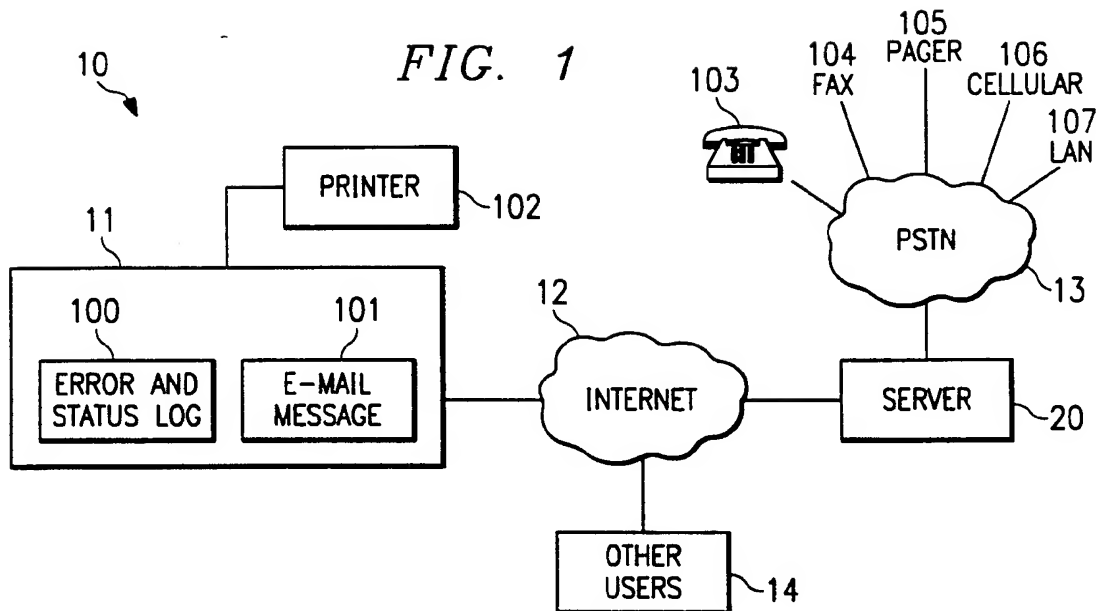 FIG. 1
10
105
PAGER
104
FAX
106
CELLULAR
103
107
LAN
PRINTER
102
PSTN
13
11
100
ERROR AND
STATUS LOG
101
E-MAIL
MESSAGE
12
INTERNET
SERVER
20
OTHER
USERS
14